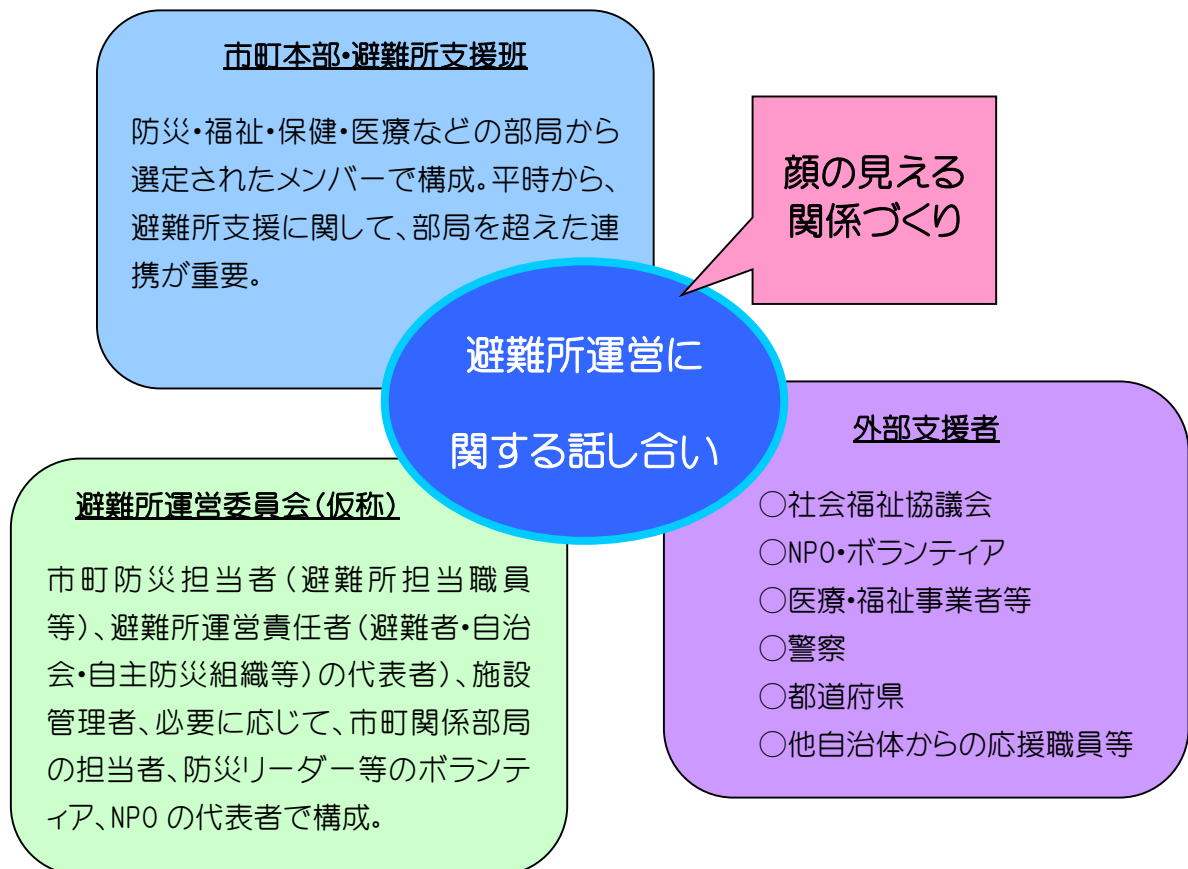 市町本部・避難所支援班
防災・福祉・保健・医療などの部局から
選定されたメンバーで構成。平時から、
避難所支援に関して、部局を超えた連
携が重要。
顔の見える
関係づくり
避難所運営に
関する話し合い
避難所運営委員会(仮称)
市町防災担当者(避難所担当職員
等)、避難所運営責任者(避難者・自治
会・自主防災組織等)の代表者)、施設
管理者、必要に応じて、市町関係部局
の担当者、防災リーダー等のボランテ
ィア、NPO の代表者で構成。
外部支援者
○社会福祉協議会
○NPO・ボランティア
○医療・福祉事業者等
○警察
○都道府県
○他自治体からの応援職員等